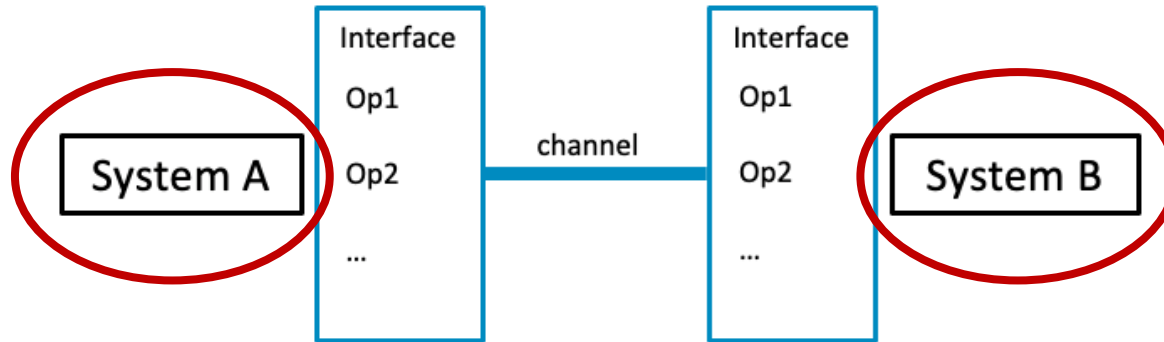 Interface
Op1
Op2
...
System A
channel
Interface
Op1
Op2
...
System B